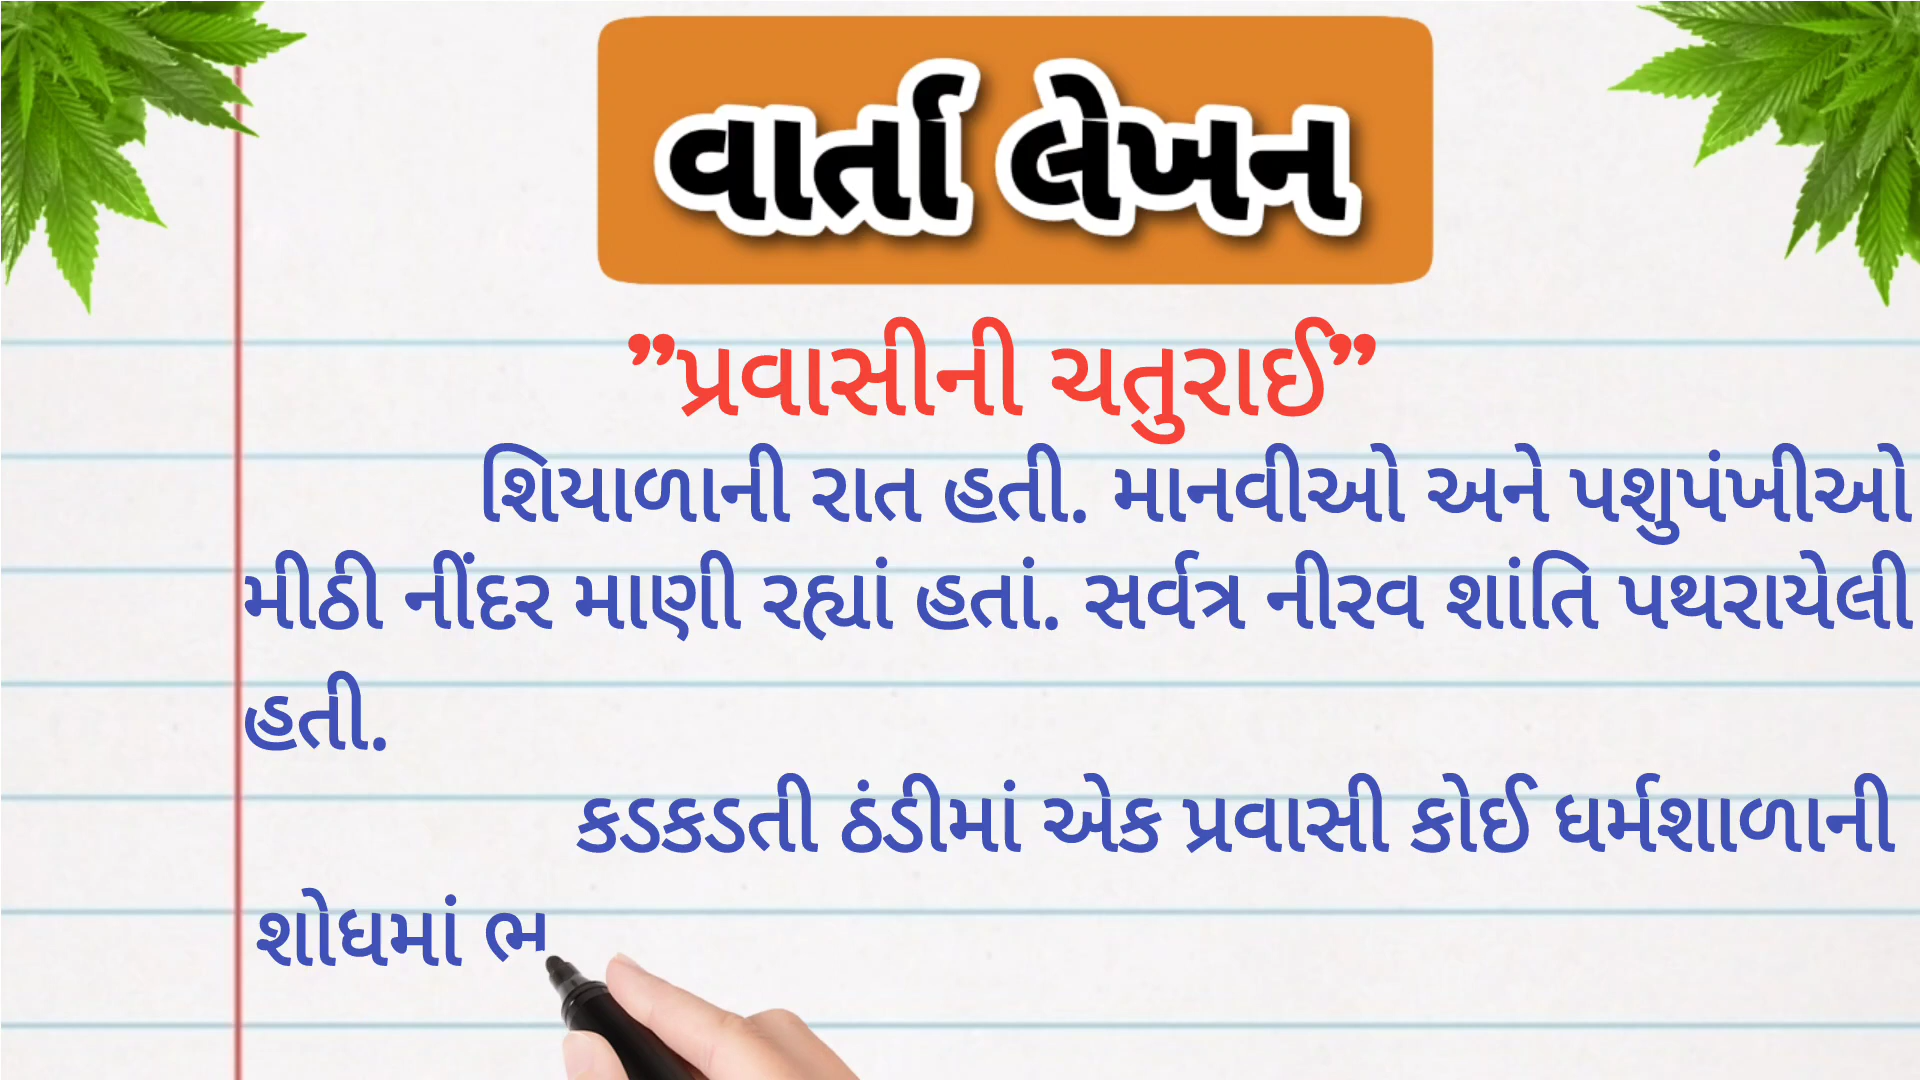 વાર્તા લેખન
”પ્રવાસીની ચતુરાઈ”
શિયાળાની રાત હતી. માનવીઓ અને પશુપંખીઓ
મીઠી નીંદર માણી રહ્યાં હતાં. સર્વત્ર નીરવ શાંતિ પથરાયેલી
હતી.
કડકડતી ઠંડીમાં એક પ્રવાસી કોઈ ધર્મશાળાની
શોધમાં ભ